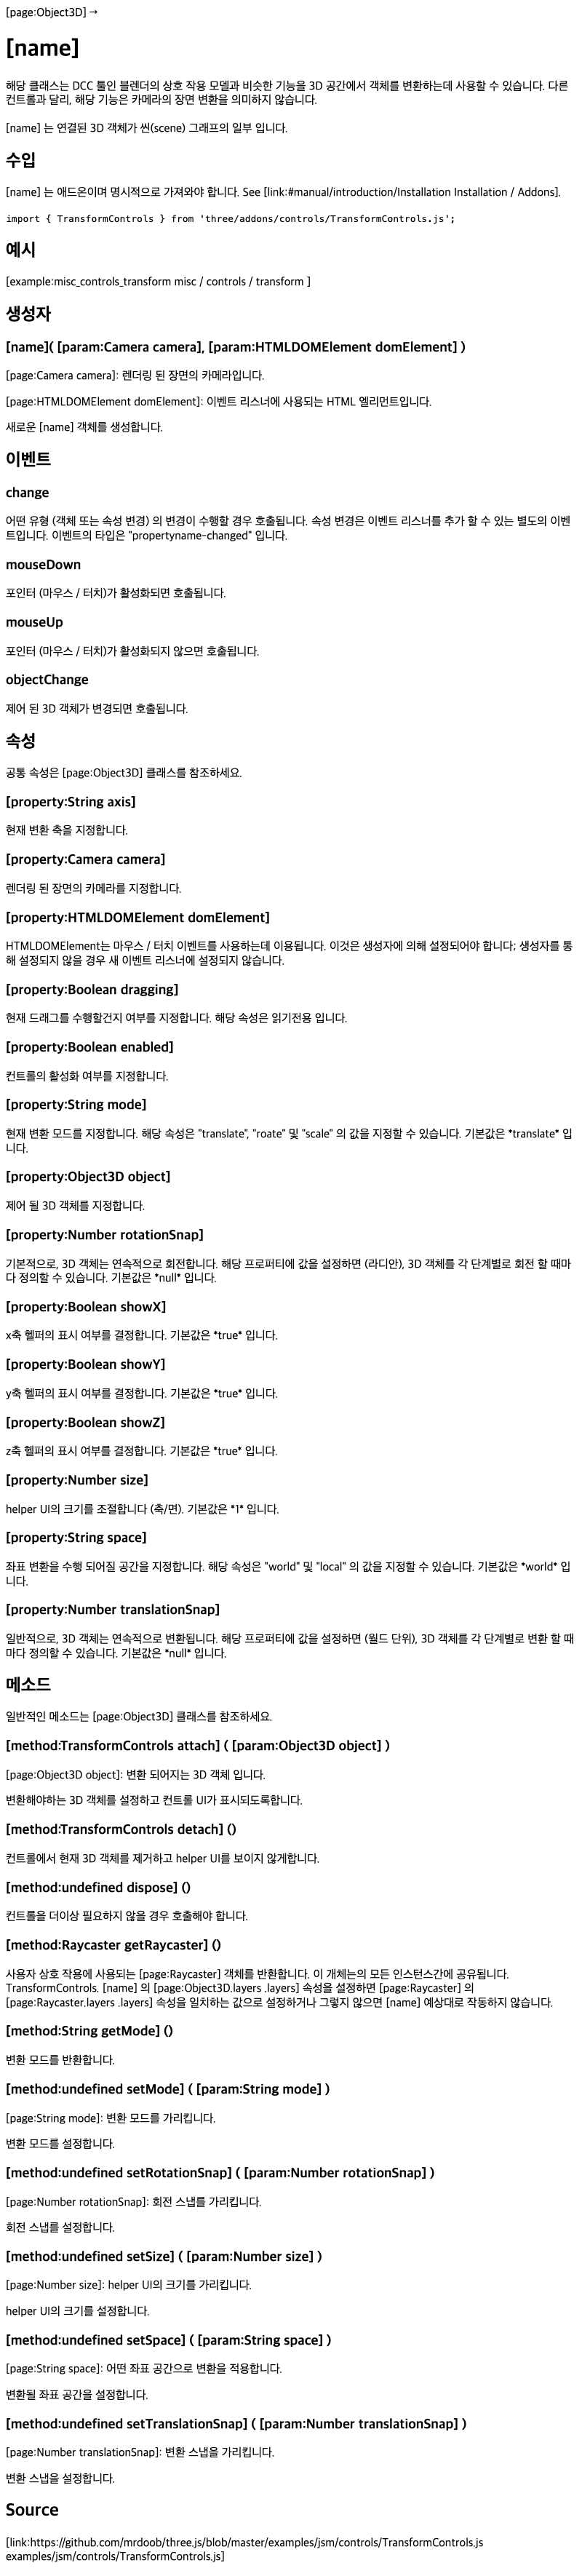 [page:Object3D] →
[name]
해당 클래스는 DCC 툴인 블렌더의 상호 작용 모델과 비슷한 기능을 3D 공간에서 객체를 변환하는데 사용할 수 있습니다. 다른
컨트롤과 달리, 해당 기능은 카메라의 장면 변환을 의미하지 않습니다.
[name] 는 연결된 3D 객체가 씬(scene) 그래프의 일부 입니다.
수입
[name] 는 애드온이며 명시적으로 가져와야 합니다. See [link:#manual/introduction/Installation Installation / Addons].
import { TransformControls } from 'three/addons/controls/TransformControls.js';
예시
[example:misc_controls_transform misc / controls / transform ]
생성자
[name]( [param:Camera camera], [param:HTMLDOMElement domElement] )
[page:Camera camera]: 렌더링 된 장면의 카메라입니다.
[page:HTMLDOMElement domElement]: 이벤트 리스너에 사용되는 HTML 엘리먼트입니다.
새로운 [name] 객체를 생성합니다.
이벤트
change
어떤 유형 (객체 또는 속성 변경) 의 변경이 수행할 경우 호출됩니다. 속성 변경은 이벤트 리스너를 추가 할 수 있는 별도의 이벤
트입니다. 이벤트의 타입은 "propertyname-changed" 입니다.
mouseDown
포인터 (마우스 / 터치)가 활성화되면 호출됩니다.
mouseUp
포인터 (마우스 / 터치)가 활성화되지 않으면 호출됩니다.
objectChange
제어 된 3D 객체가 변경되면 호출됩니다.
속성
공통 속성은 [page:Object3D] 클래스를 참조하세요.
[property:String axis]
현재 변환 축을 지정합니다.
[property:Camera camera]
렌더링 된 장면의 카메라를 지정합니다.
[property:HTMLDOMElement domElement]
HTMLDOMElement는 마우스 / 터치 이벤트를 사용하는데 이용됩니다. 이것은 생성자에 의해 설정되어야 합니다; 생성자를 통
해 설정되지 않을 경우 새 이벤트 리스너에 설정되지 않습니다.
[property:Boolean dragging]
현재 드래그를 수행할건지 여부를 지정합니다. 해당 속성은 읽기전용 입니다.
[property:Boolean enabled]
컨트롤의 활성화 여부를 지정합니다.
[property:String mode]
현재 변환 모드를 지정합니다. 해당 속성은 "translate", "roate" 및 "scale" 의 값을 지정할 수 있습니다. 기본값은 *translate* 입
니다.
[property:Object3D object]
제어 될 3D 객체를 지정합니다.
[property:Number rotationSnap]
기본적으로, 3D 객체는 연속적으로 회전합니다. 해당 프로퍼티에 값을 설정하면 (라디안), 3D 객체를 각 단계별로 회전 할 때마
다 정의할 수 있습니다. 기본값은 *null* 입니다.
[property:Boolean showX]
x축 헬퍼의 표시 여부를 결정합니다. 기본값은 *true* 입니다.
[property:Boolean showY]
y축 헬퍼의 표시 여부를 결정합니다. 기본값은 *true* 입니다.
[property:Boolean showZ]
z축 헬퍼의 표시 여부를 결정합니다. 기본값은 *true* 입니다.
[property:Number size]
helper UI의 크기를 조절합니다 (축/면). 기본값은 *1* 입니다.
[property:String space]
좌표 변환을 수행 되어질 공간을 지정합니다. 해당 속성은 "world" 및 "local" 의 값을 지정할 수 있습니다. 기본값은 *world* 입
니다.
[property:Number translationSnap]
일반적으로, 3D 객체는 연속적으로 변환됩니다. 해당 프로퍼티에 값을 설정하면 (월드 단위), 3D 객체를 각 단계별로 변환 할 때
마다 정의할 수 있습니다. 기본값은 *null* 입니다.
메소드
일반적인 메소드는 [page:Object3D] 클래스를 참조하세요.
[method:TransformControls attach] ( [param:Object3D object] )
[page:Object3D object]: 변환 되어지는 3D 객체 입니다.
변환해야하는 3D 객체를 설정하고 컨트롤 UI가 표시되도록합니다.
[method:TransformControls detach] ()
컨트롤에서 현재 3D 객체를 제거하고 helper UI를 보이지 않게합니다.
[method:undefined dispose] ()
컨트롤을 더이상 필요하지 않을 경우 호출해야 합니다.
[method:Raycaster getRaycaster] ()
사용자 상호 작용에 사용되는 [page:Raycaster] 객체를 반환합니다. 이 개체는의 모든 인스턴스간에 공유됩니다.
TransformControls. [name] 의 [page:Object3D.layers .layers] 속성을 설정하면 [page:Raycaster] 의
[page:Raycaster.layers .layers] 속성을 일치하는 값으로 설정하거나 그렇지 않으면 [name] 예상대로 작동하지 않습니다.
[method:String getMode] ()
변환 모드를 반환합니다.
[method:undefined setMode] ( [param:String mode] )
[page:String mode]: 변환 모드를 가리킵니다.
변환 모드를 설정합니다.
[method:undefined setRotationSnap] ( [param:Number rotationSnap] )
[page:Number rotationSnap]: 회전 스냅를 가리킵니다.
회전 스냅를 설정합니다.
[method:undefined setSize] ( [param:Number size] )
[page:Number size]: helper UI의 크기를 가리킵니다.
helper UI의 크기를 설정합니다.
[method:undefined setSpace] ( [param:String space] )
[page:String space]: 어떤 좌표 공간으로 변환을 적용합니다.
변환될 좌표 공간을 설정합니다.
[method:undefined setTranslationSnap] ( [param:Number translationSnap] )
[page:Number translationSnap]: 변환 스냅을 가리킵니다.
변환 스냅을 설정합니다.
Source
[link:https://github.com/mrdoob/three.js/blob/master/examples/jsm/controls/TransformControls.js
examples/jsm/controls/TransformControls.js]